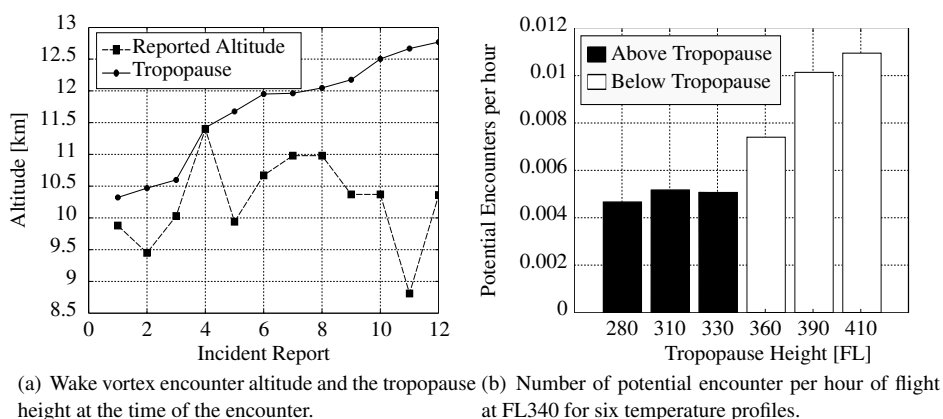 13
12.5
12
11.5
11
10.5
10
9.5
9
8.5
0 2 4 6 8 10 12
Altitude [km]
Incident Report
Reported Altitude
Tropopause
0.012
0.01
0.008
0.006
0.004
0.002
0
280 310 330 360 390 410
Potential Encounters per hour
Tropopause Height [FL]
Above Tropopause
Below Tropopause
(a) Wake vortex encounter altitude and the tropopause
height at the time of the encounter.
(b) Number of potential encounter per hour of flight
at FL340 for six temperature profiles.